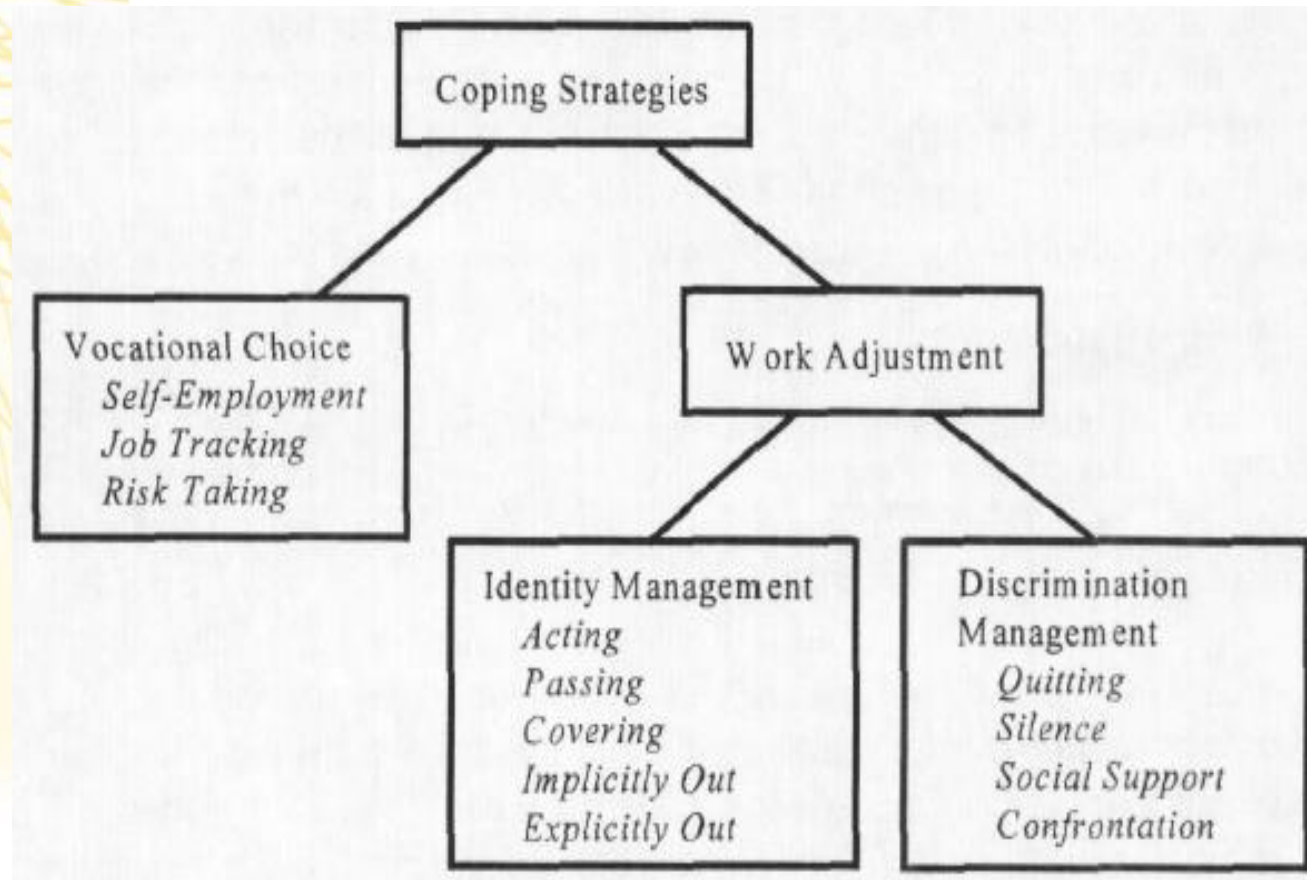 Coping Strategies
Vocational Choice
Self-Employment
Job Tracking
Risk Taking
Work Adjustment
Identity Management
Acting
Passing
Covering
Implicitly Out
Explicitly Out
Discrimination
Management
Quitting
Silence
Social Support
Confrontation